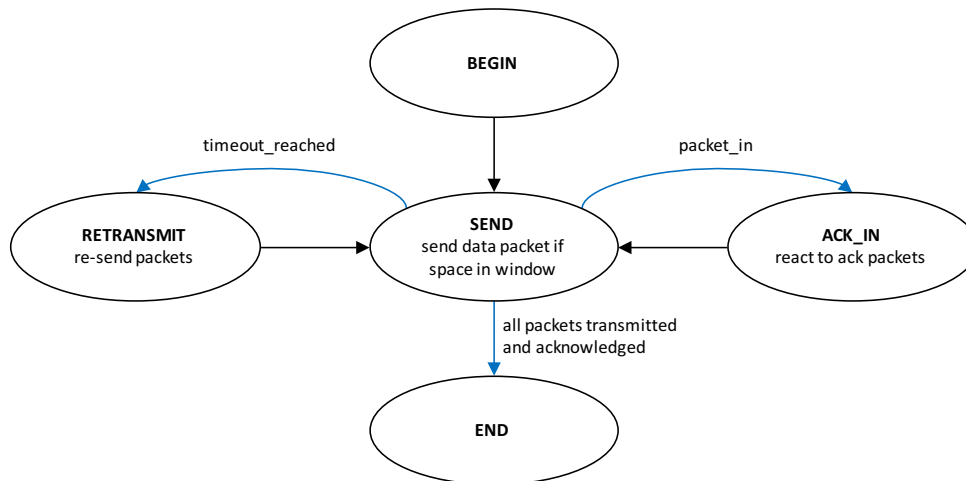 BEGIN
timeout_reached
packet_in
RETRANSMIT
re-send packets
SEND
send data packet if
space in window
ACK_IN
react to ack packets
all packets transmitted
and acknowledged
END